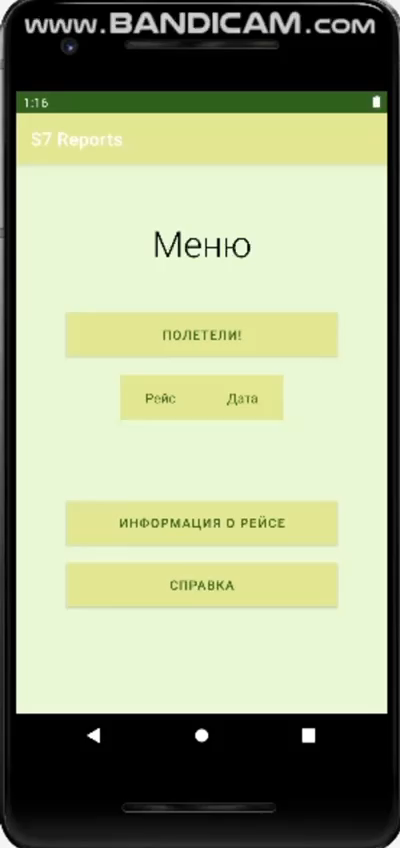 www.BANDICAM.com
1:16
S7 Reports
Меню
ПОЛЕТЕЛИ!
Рейс Дата
ИНФОРМАЦИЯ О РЕЙСЕ
СПРАВКА